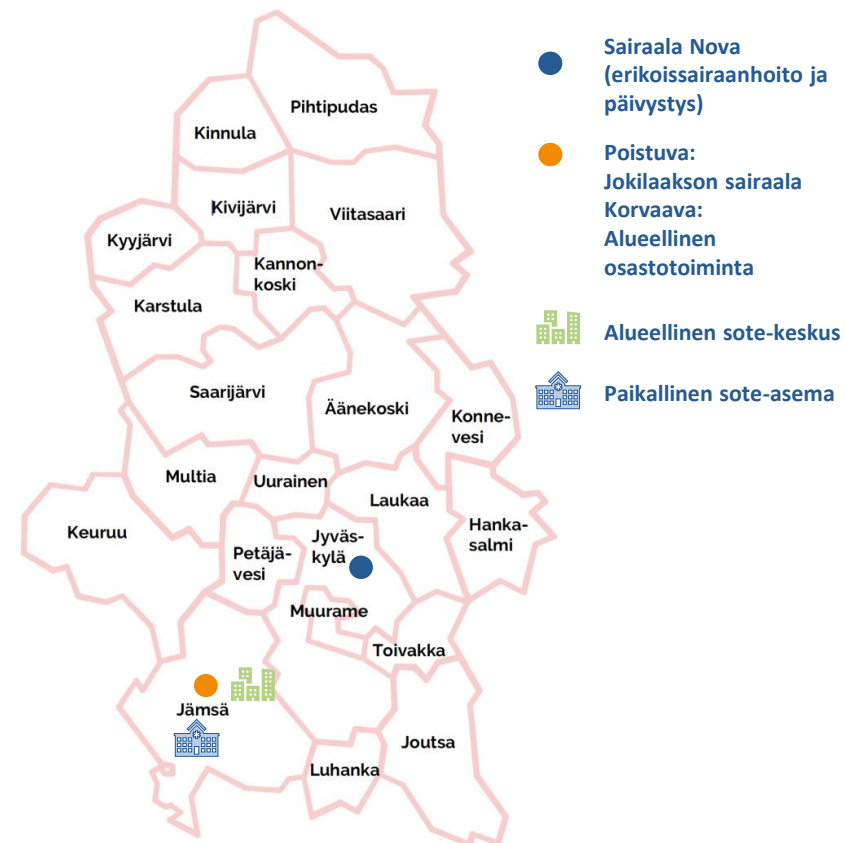 Sairaala Nova
(erikoissairaanhoito ja
päivystys)
Poistuva:
Jokilaakson sairaala
Korvaava:
Alueellinen
osastotoiminta
Alueellinen sote-keskus
Paikallinen sote-asema
Pihtipudas
Kinnula
Kivijärvi
Viitasaari
Kyyjärvi
Kannon-
koski
Karstula
Saarijärvi
Äänekoski
Konne-
vesi
Multia
Uurainen
Laukaa
Keuruu
Hanka-
salmi
Petäjä-
vesi
Jyväs-
kylä
Muurame
Toivakka
Jämsä
Joutsa
Luhanka